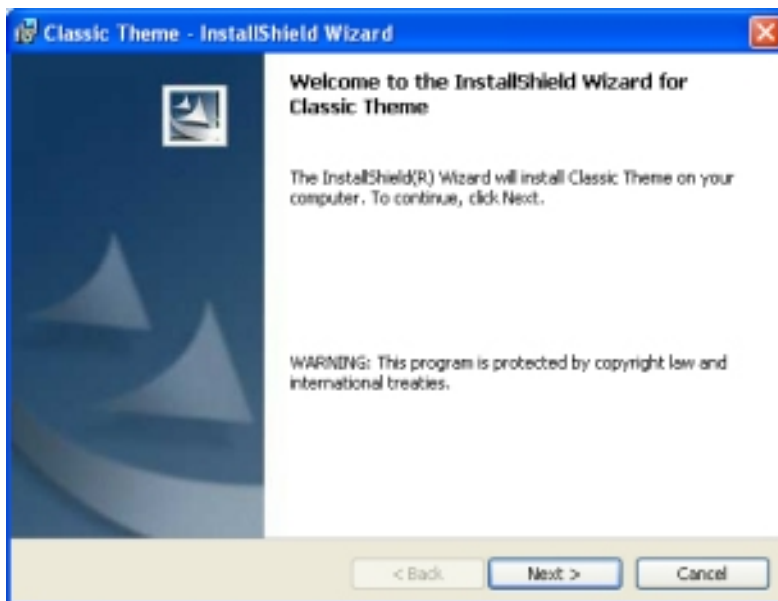 Classic Theme - InstallShield Wizard
Welcome to the InstallShield Wizard for
Classic Theme
The InstallShield(R) Wizard will install Classic Theme on your
computer. To continue, click Next.
WARNING: This program is protected by copyright law and
international treaties.
< Back Next > Cancel